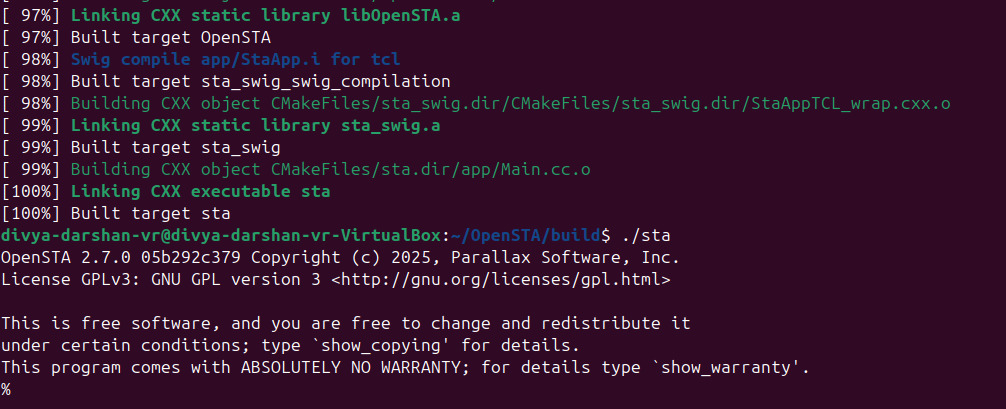 [ 97%] Linking CXX static library libOpenSTA.a
[ 97%] Built target OpenSTA
[ 98%] Swig compile app/StaApp.i for tcl
[ 98%] Built target sta_swig_swig_compilation
[ 98%] Building CXX object CMakeFiles/sta_swig.dir/CMakeFiles/sta_swig.dir/StaAppTCL_wrap.cxx.o
[ 99%] Linking CXX static library sta_swig.a
[ 99%] Built target sta_swig
[ 99%] Building CXX object CMakeFiles/sta.dir/app/Main.cc.o
[100%] Linking CXX executable sta
[100%] Built target sta
divya-darshan-vr@divya-darshan-vr-VirtualBox:~/OpenSTA/build$ ./sta
OpenSTA 2.7.0 05b292c379 Copyright (c) 2025, Parallax Software, Inc.
License GPLv3: GNU GPL version 3 <http://gnu.org/licenses/gpl.html>

This is free software, and you are free to change and redistribute it
under certain conditions; type `show_copying' for details.
This program comes with ABSOLUTELY NO WARRANTY; for details type `show_warranty'.
%